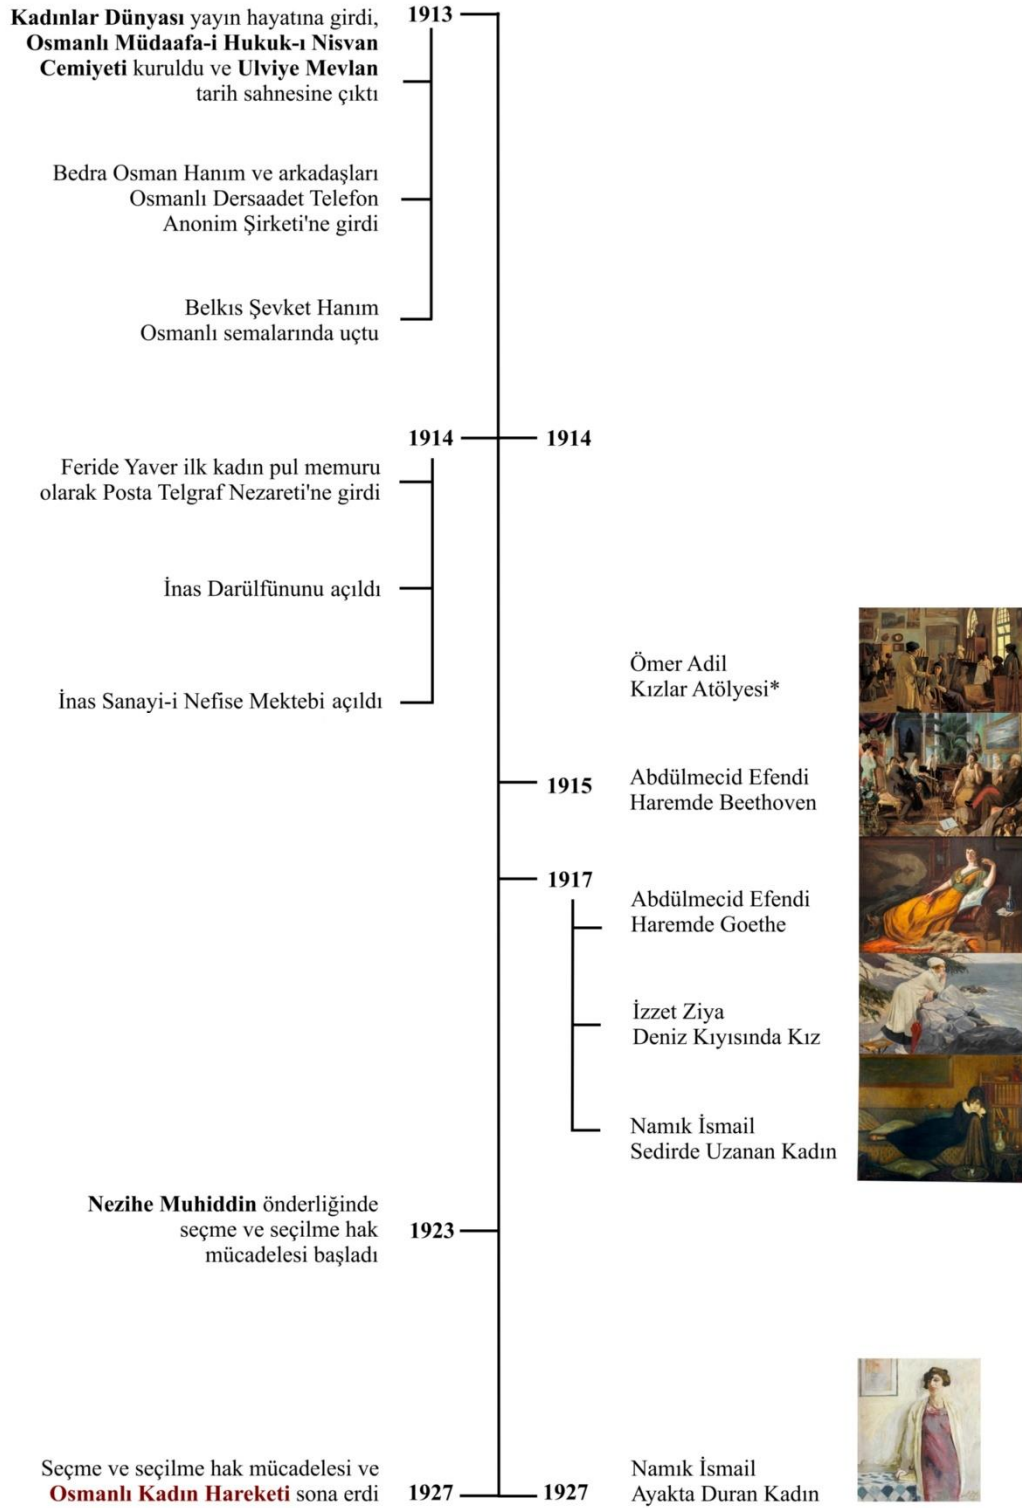 Kadınlar Dünyası yayın hayatına girdi,
Osmanlı Müdaafa-i Hukuk-ı Nisvan
Cemiyeti kuruldu ve Ulviye Mevlan
tarih sahnesine çıktı
1913
Bedra Osman Hanım ve arkadaşları
Osmanlı Dersaadet Telefon
Anonim Şirketi'ne girdi
Belkıs Şevket Hanım
Osmanlı semalarında uçtu
1914
1914
Feride Yaver ilk kadın pul memuru
olarak Posta Telgraf Nezareti'ne girdi
İnas Darülfünunu açıldı
İnas Sanayi-i Nefise Mektebi açıldı
Ömer Adil
Kızlar Atölyesi*
1915
Abdülmecid Efendi
Haremde Beethoven
1917
Abdülmecid Efendi
Haremde Goethe
İzzet Ziya
Deniz Kıyısında Kız
Namık İsmail
Sedirde Uzanan Kadın
Nezihe Muhiddin önderliğinde
seçme ve seçilme hak
mücadelesi başladı
1923
Seçme ve seçilme hak mücadelesi ve
Osmanlı Kadın Hareketi sona erdi
1927
1927
Namık İsmail
Ayakta Duran Kadın